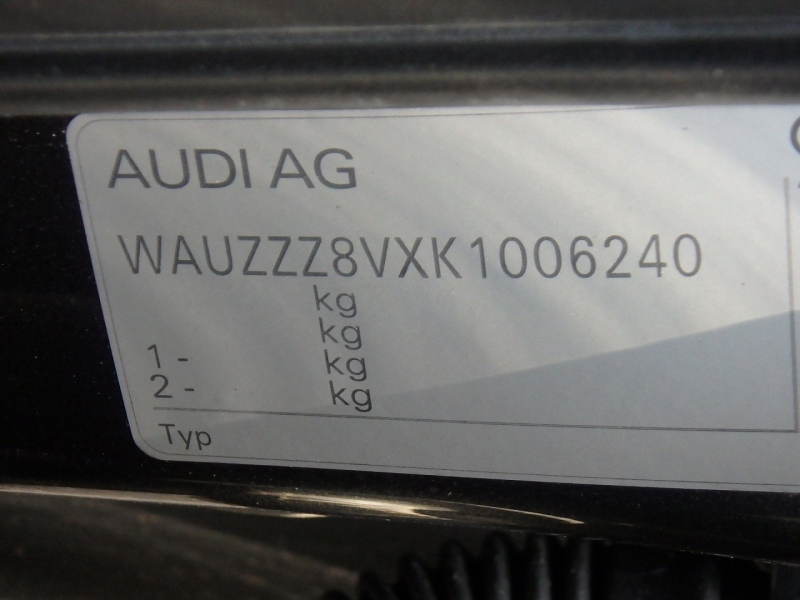 AUDI AG
WAUZZZ8VXK1006240
kg
kg
1 - kg
2 - kg
Typ